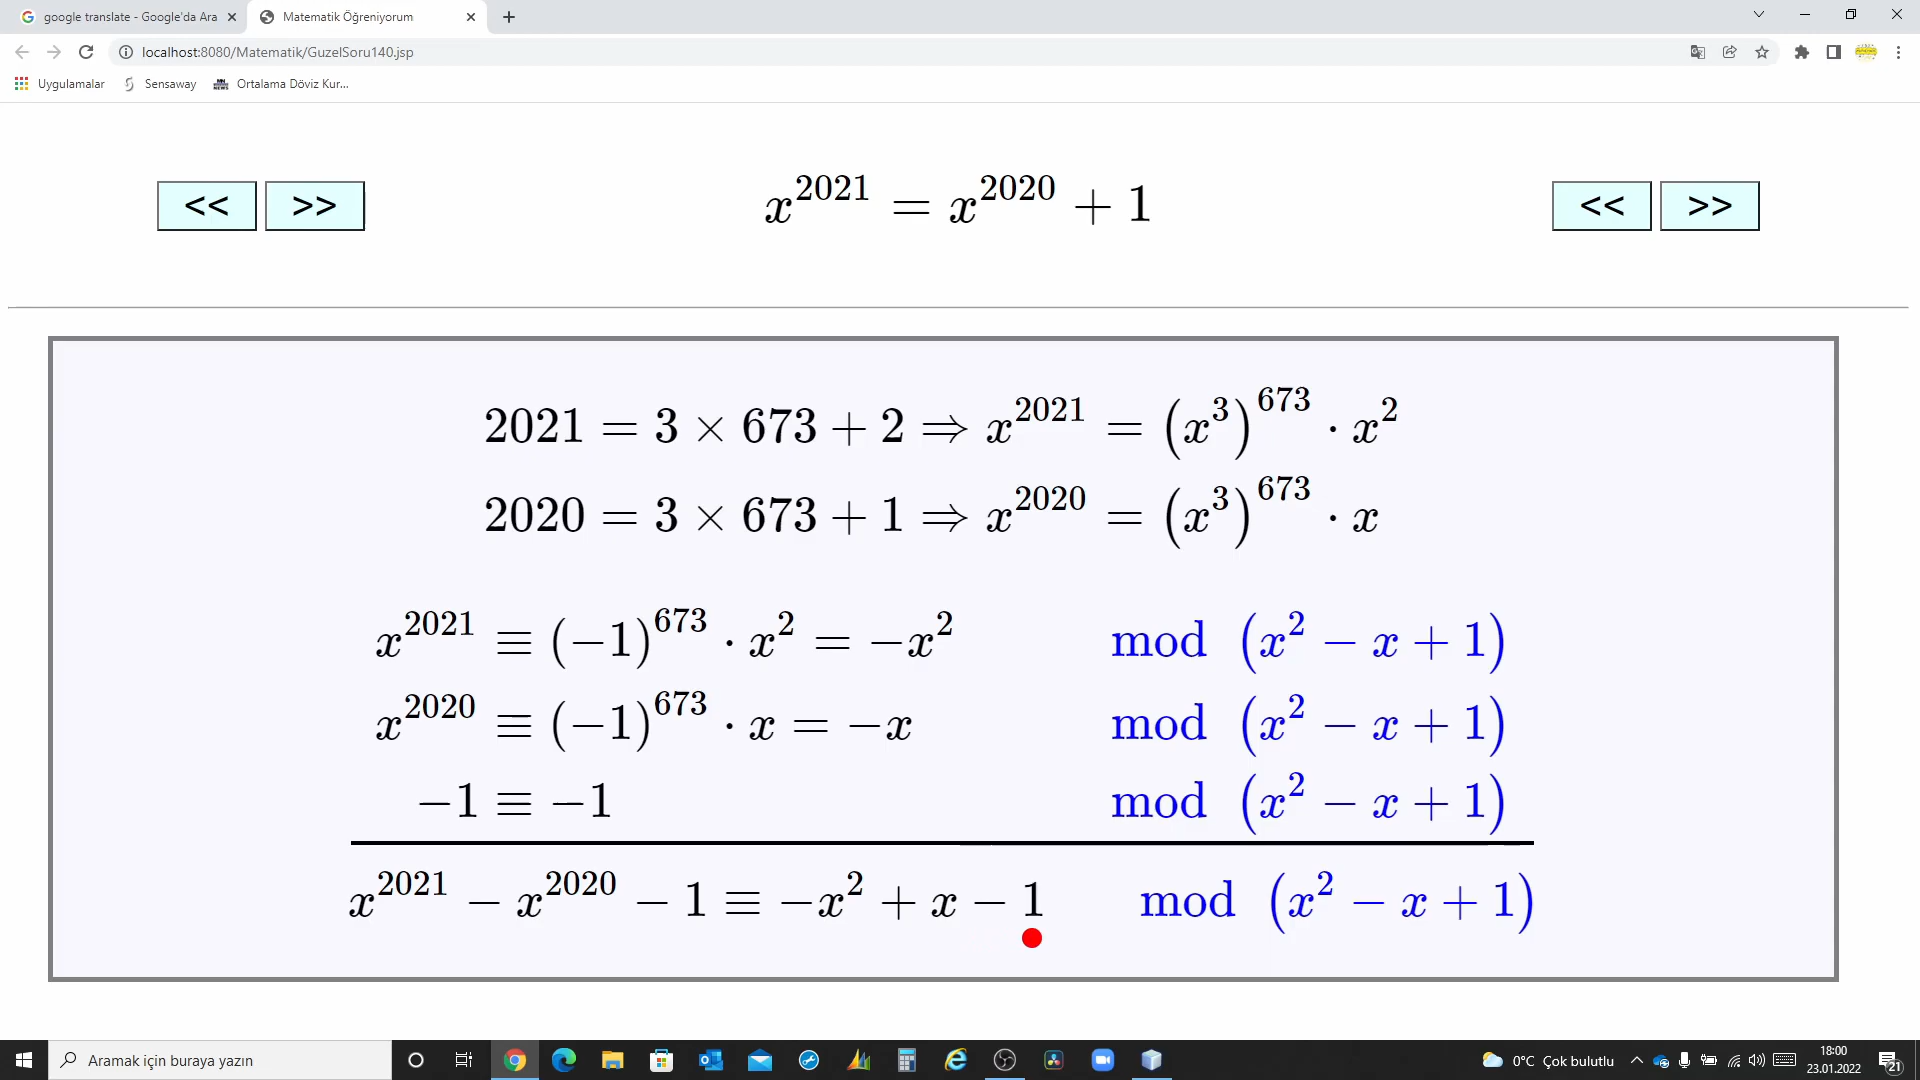 google translate - Google'da Ara
Matematik Öğreniyorum
localhost:8080/Matematik/GuzelSoru140.jsp
Uygulamalar
Sensaway
Ortalama Döviz Kur...
<< >>
x^2021 = x^2020 + 1
<< >>
2021 = 3 × 673 + 2 ⇒ x^2021 = (x^3)^673 · x^2
2020 = 3 × 673 + 1 ⇒ x^2020 = (x^3)^673 · x
x^2021 ≡ (−1)^673 · x^2 = −x^2 mod (x^2 − x + 1)
x^2020 ≡ (−1)^673 · x = −x mod (x^2 − x + 1)
−1 ≡ −1 mod (x^2 − x + 1)
x^2021 − x^2020 − 1 ≡ −x^2 + x − 1 mod (x^2 − x + 1)
Aramak için buraya yazın
0°C Çok bulutlu
18:00
23.01.2022
21